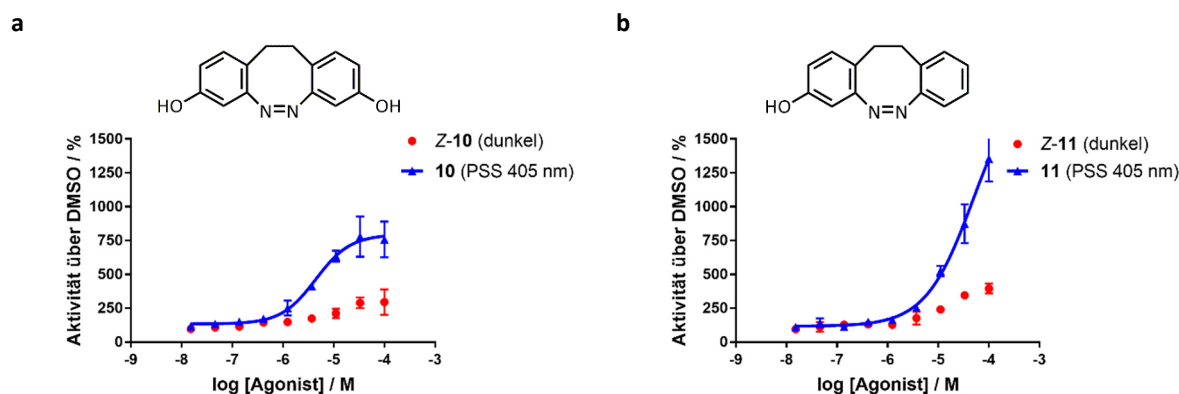 a
HO
N=N
OH
Z-10 (dunkel)
10 (PSS 405 nm)
Aktivität über DMSO / %
1500
1250
1000
750
500
250
0
-9
-8
-7
-6
-5
-4
-3
log [Agonist] / M
b
HO
N=N
Z-11 (dunkel)
11 (PSS 405 nm)
Aktivität über DMSO / %
1500
1250
1000
750
500
250
0
-9
-8
-7
-6
-5
-4
-3
log [Agonist] / M